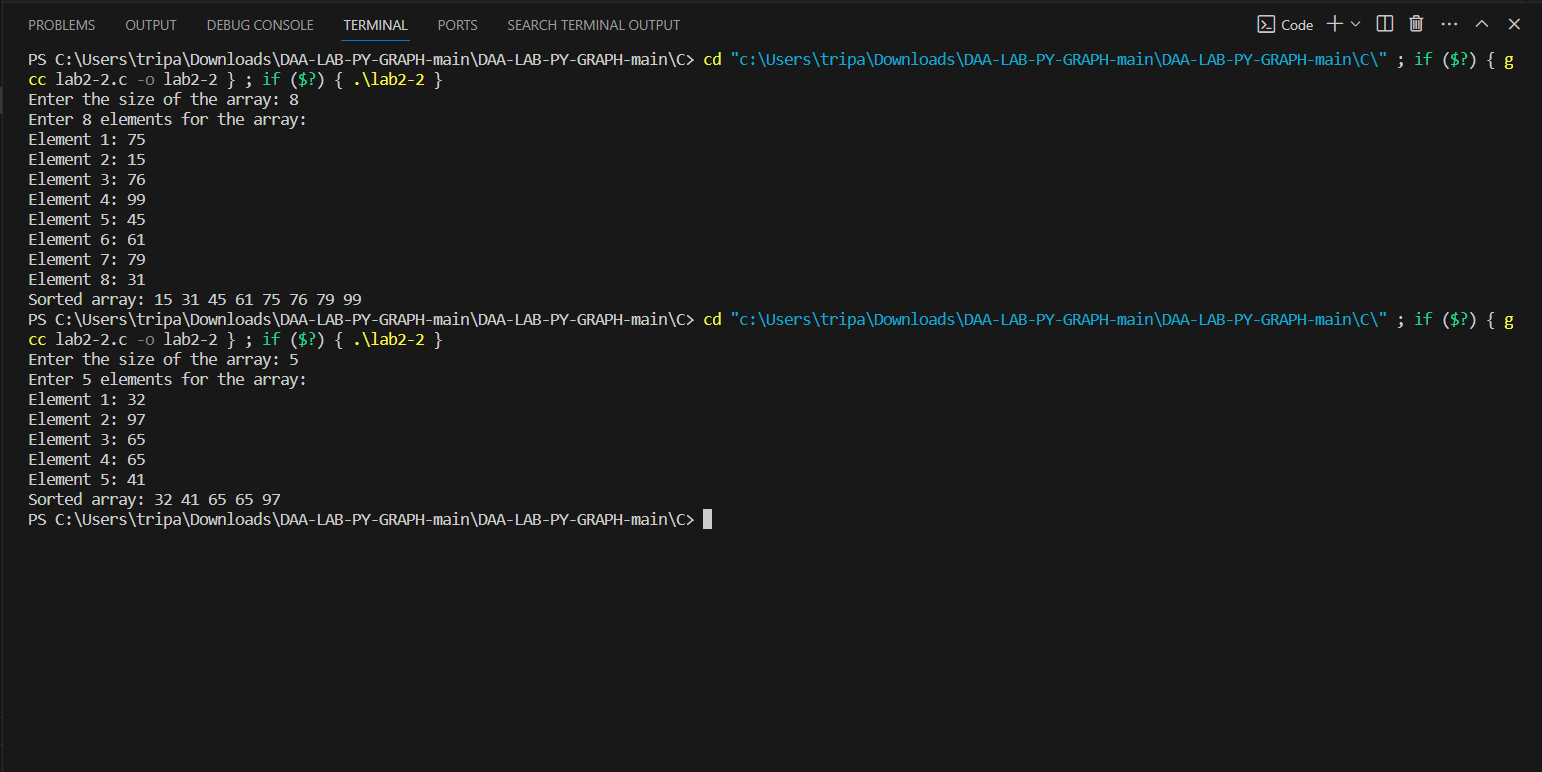 PROBLEMS OUTPUT DEBUG CONSOLE TERMINAL PORTS SEARCH TERMINAL OUTPUT Code
PS C:\Users\tripa\Downloads\DAA-LAB-PY-GRAPH-main\DAA-LAB-PY-GRAPH-main\C> cd "c:\Users\tripa\Downloads\DAA-LAB-PY-GRAPH-main\DAA-LAB-PY-GRAPH-main\C\" ; if ($?) { g
cc lab2-2.c -o lab2-2 } ; if ($?) { .\lab2-2 }
Enter the size of the array: 8
Enter 8 elements for the array:
Element 1: 75
Element 2: 15
Element 3: 76
Element 4: 99
Element 5: 45
Element 6: 61
Element 7: 79
Element 8: 31
Sorted array: 15 31 45 61 75 76 79 99
PS C:\Users\tripa\Downloads\DAA-LAB-PY-GRAPH-main\DAA-LAB-PY-GRAPH-main\C> cd "c:\Users\tripa\Downloads\DAA-LAB-PY-GRAPH-main\DAA-LAB-PY-GRAPH-main\C\" ; if ($?) { g
cc lab2-2.c -o lab2-2 } ; if ($?) { .\lab2-2 }
Enter the size of the array: 5
Enter 5 elements for the array:
Element 1: 32
Element 2: 97
Element 3: 65
Element 4: 65
Element 5: 41
Sorted array: 32 41 65 65 97
PS C:\Users\tripa\Downloads\DAA-LAB-PY-GRAPH-main\DAA-LAB-PY-GRAPH-main\C>